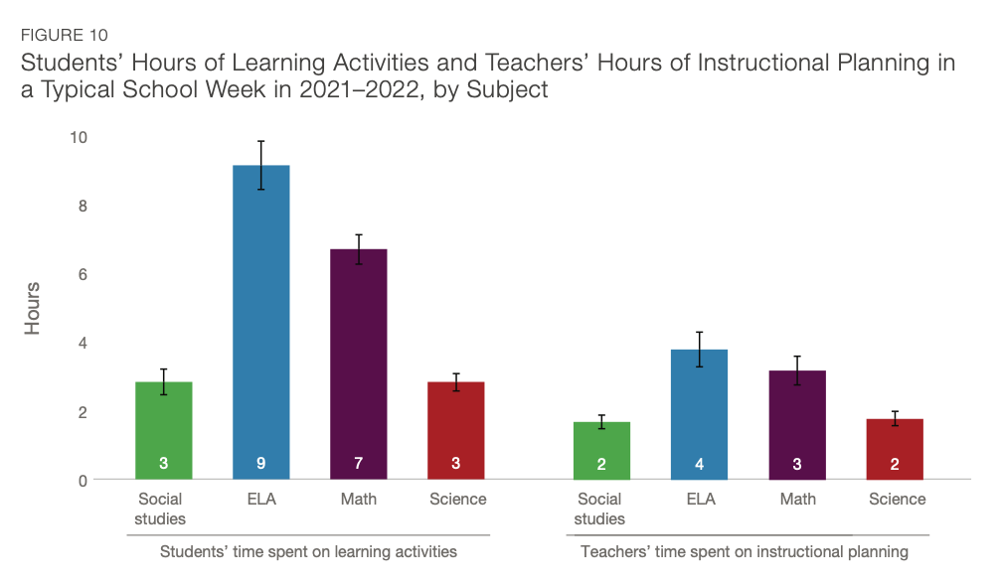 FIGURE 10
Students’ Hours of Learning Activities and Teachers’ Hours of Instructional Planning in
a Typical School Week in 2021–2022, by Subject
Hours
10
8
6
4
2
0
3
9
7
3
2
4
3
2
Social
studies
ELA
Math
Science
Social
studies
ELA
Math
Science
Students’ time spent on learning activities
Teachers’ time spent on instructional planning